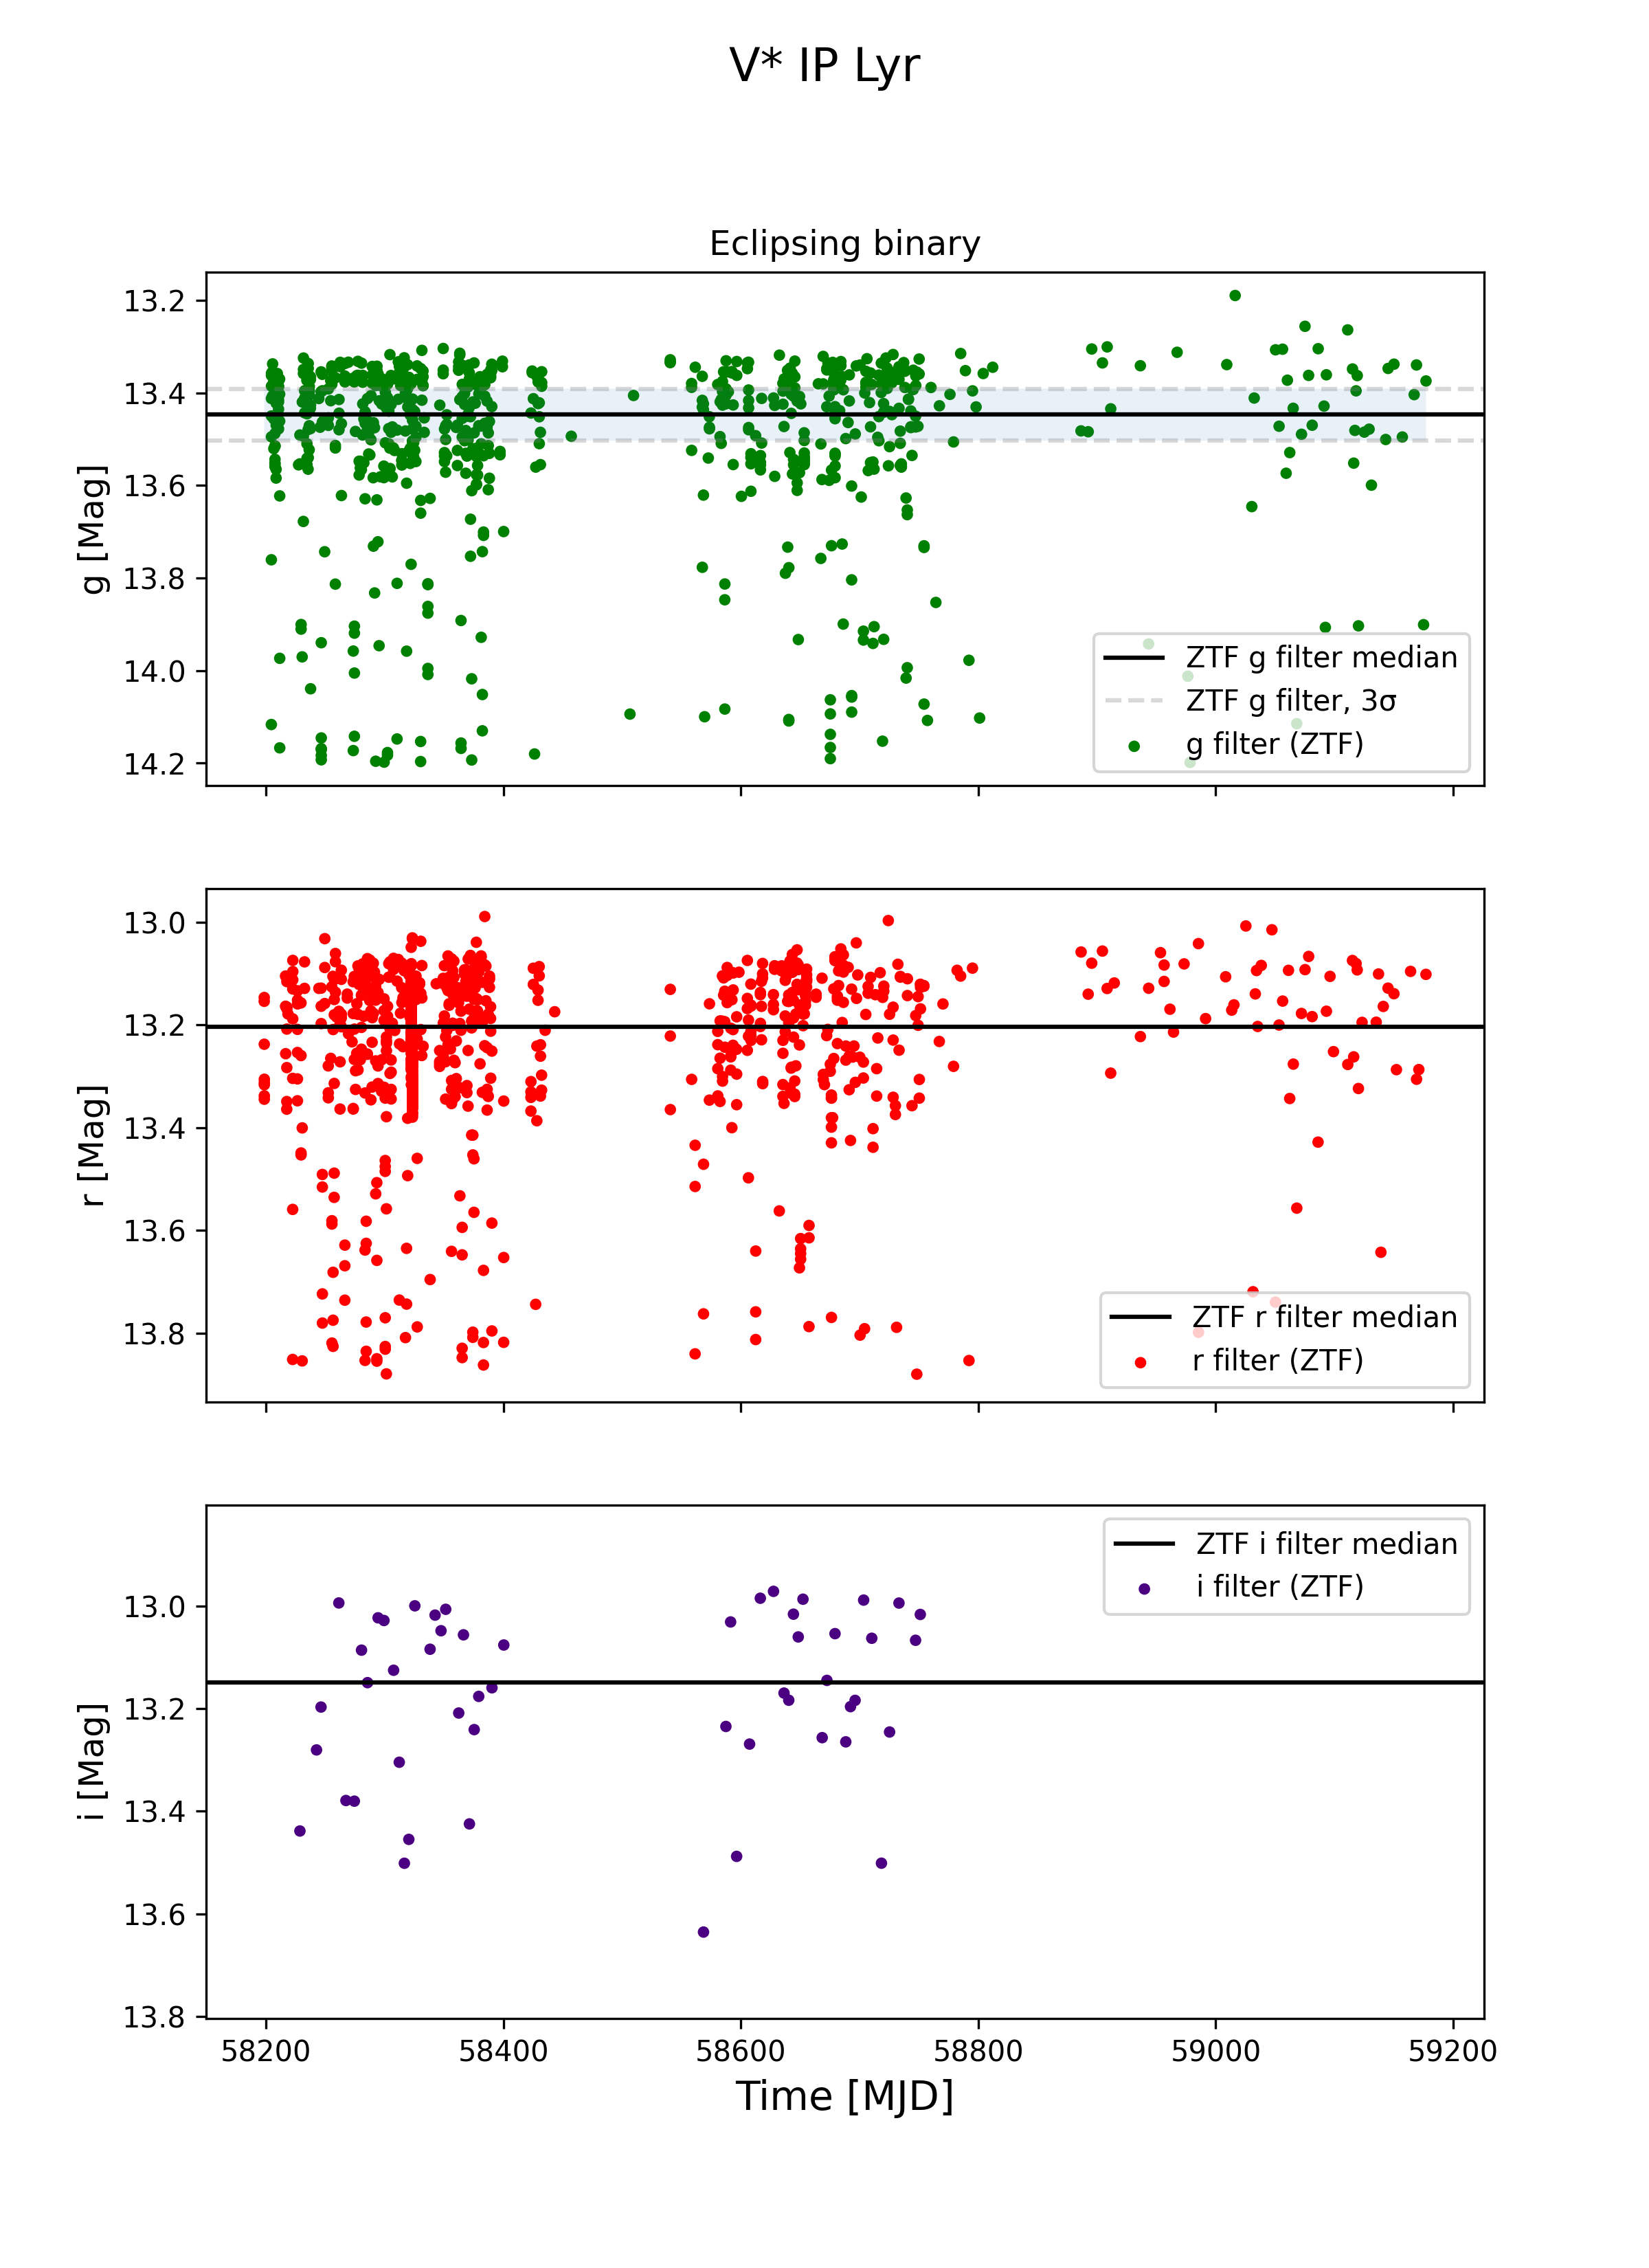 V* IP Lyr
Eclipsing binary
13.2
13.4
13.6
13.8
14.0
14.2
g [Mag]
ZTF g filter median
ZTF g filter, 3σ
g filter (ZTF)
13.0
13.2
13.4
13.6
13.8
r [Mag]
ZTF r filter median
r filter (ZTF)
13.0
13.2
13.4
13.6
13.8
i [Mag]
ZTF i filter median
i filter (ZTF)
58200 58400 58600 58800 59000 59200
Time [MJD]